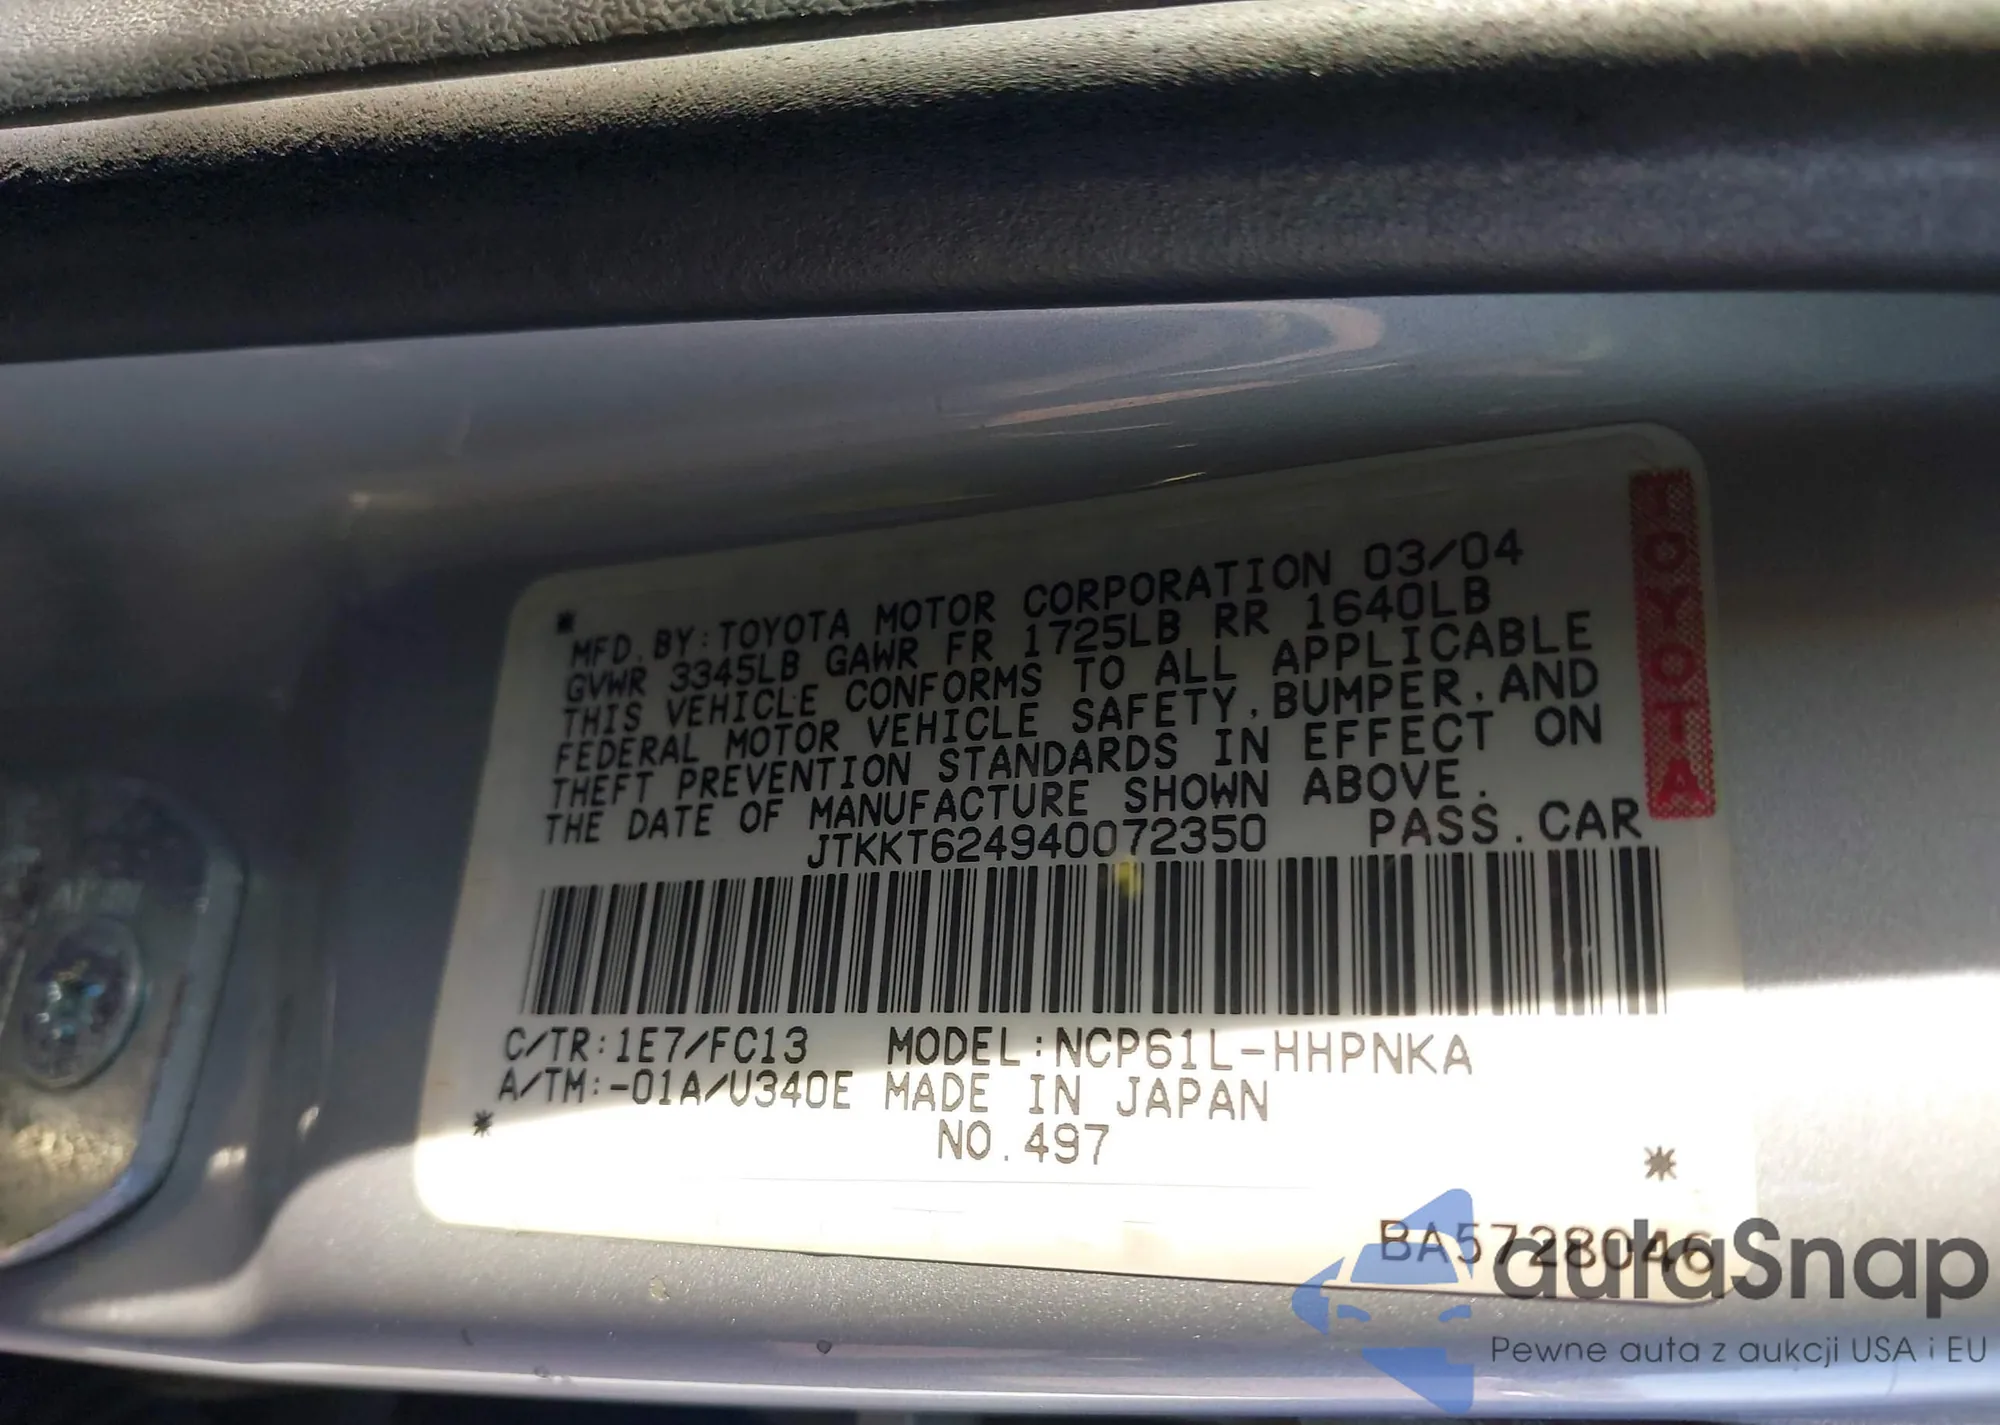 *
MFD. BY:TOYOTA MOTOR CORPORATION 03/04
GVWR 3345LB GAWR FR 1725LB RR 1640LB
THIS VEHICLE CONFORMS TO ALL APPLICABLE
FEDERAL MOTOR VEHICLE SAFETY, BUMPER, AND
THEFT PREVENTION STANDARDS IN EFFECT ON
THE DATE OF MANUFACTURE SHOWN ABOVE.
JTKKT624940072350 PASS. CAR
TOYOTA
C/TR:1E7/FC13 MODEL:NCP61L-HHPNKA
A/TM:-01A/U340E MADE IN JAPAN
* NO.497 *
BA5728046
autaSnap
Pewne auta z aukcji USA i EU